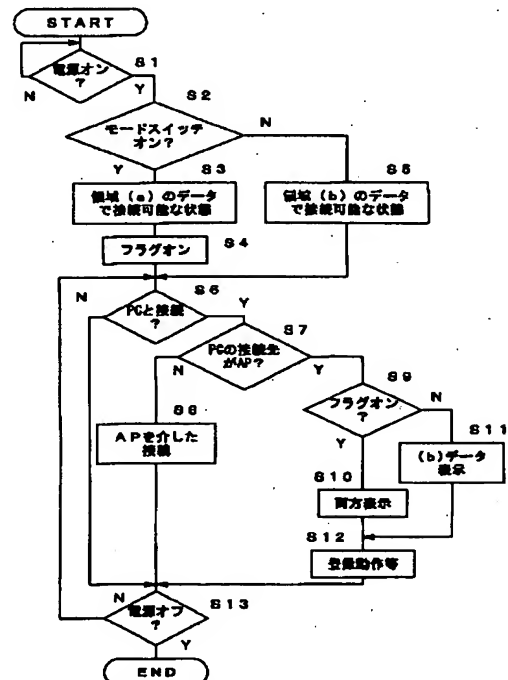 START
電源オン
?
S1
N
Y
S2
モードスイッチ
オン?
N
Y
S3
領域(a)のデータ
で接続可能な状態
S5
領域(b)のデータ
で接続可能な状態
フラグオン
S4
N
S6
Y
PCと接続
?
S7
PCの接続先
がAP?
N
Y
S9
フラグオン
?
N
Y
S8
APを介した
接続
S11
(b)データ
表示
S10
両方表示
S12
登録動作等
N
S13
電源オフ
?
Y
END